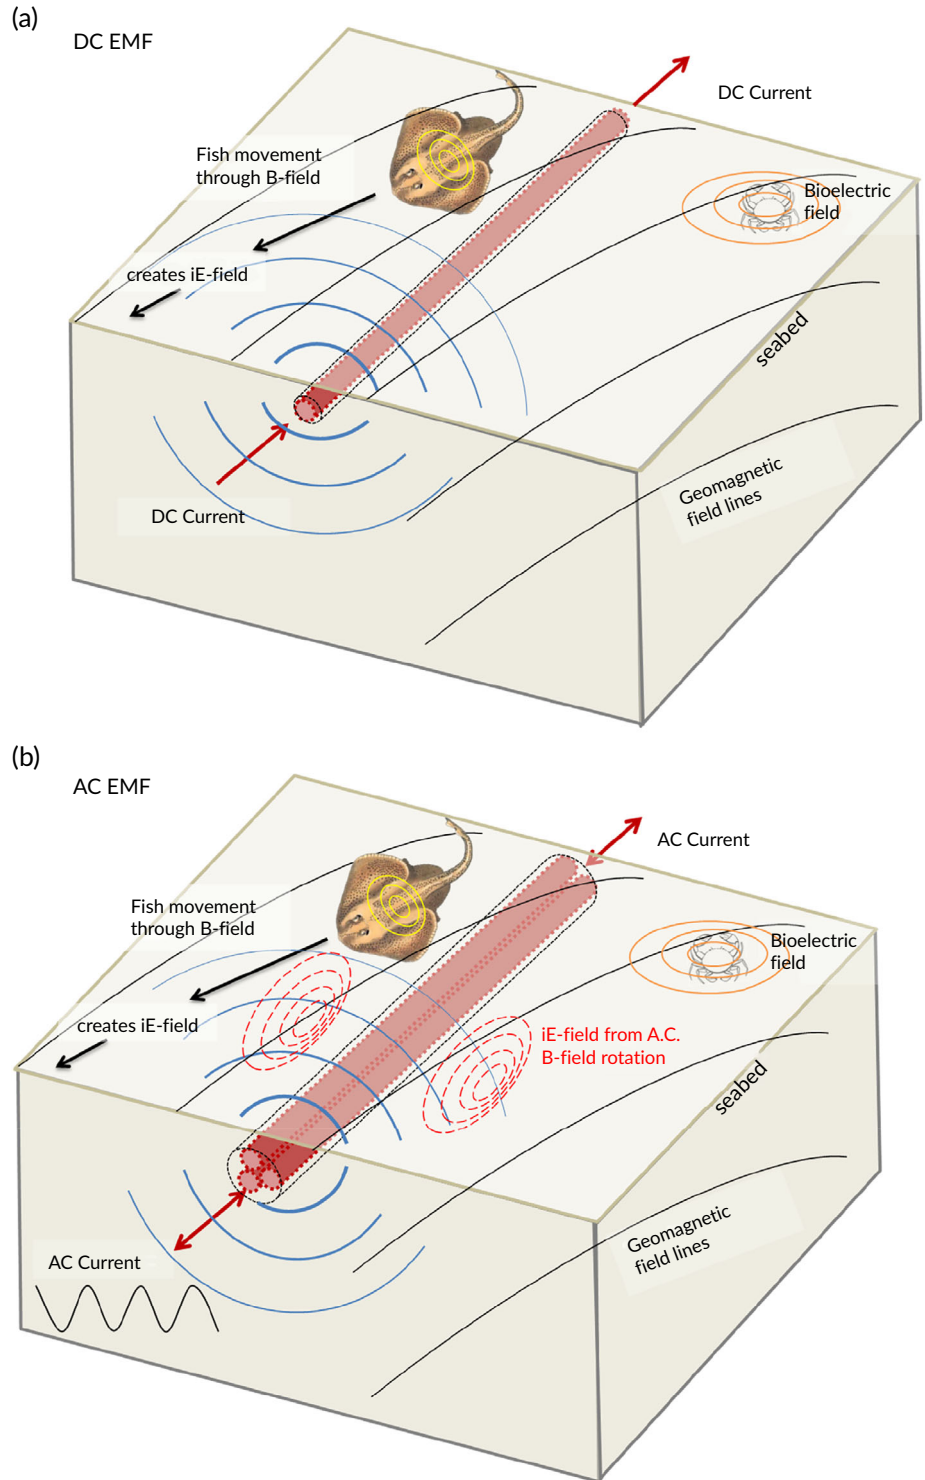 (a)
DC EMF
DC Current
Fish movement
through B-field
Bioelectric
field
creates iE-field
seabed
Geomagnetic
field lines
DC Current
(b)
AC EMF
AC Current
Fish movement
through B-field
Bioelectric
field
creates iE-field
iE-field from A.C.
B-field rotation
seabed
Geomagnetic
field lines
AC Current